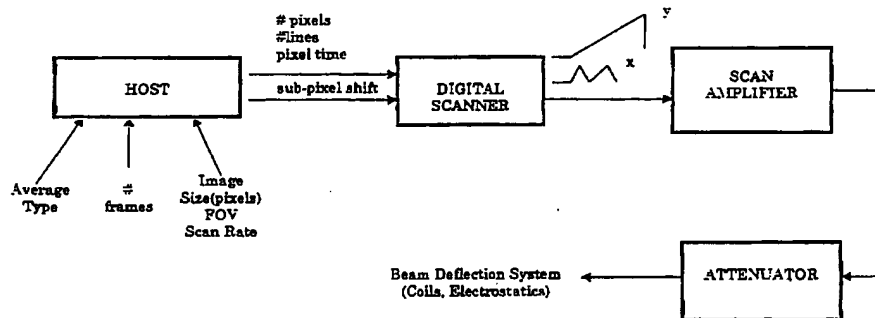 # pixels
#lines
pixel time
sub-pixel shift
y
x
HOST
DIGITAL
SCANNER
SCAN
AMPLIFIER
Average
Type
#
frames
Image
Size(pixels)
FOV
Scan Rate
Beam Deflection System
(Coils, Electrostatics)
ATTENUATOR